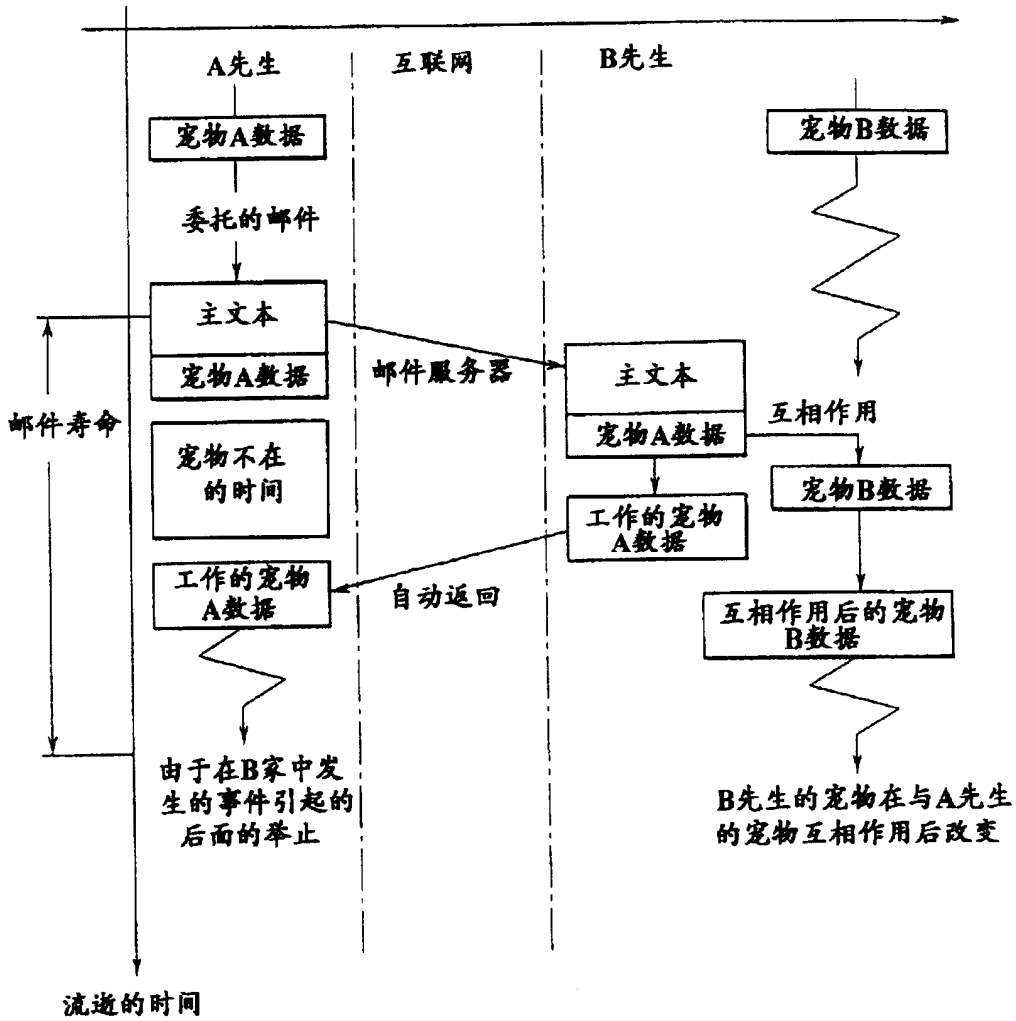 A先生
互联网
B先生
宠物A数据
宠物B数据
委托的邮件
主文本
宠物A数据
邮件服务器
主文本
宠物A数据
互相作用
邮件寿命
宠物不在
的时间
宠物B数据
工作的宠物
A数据
工作的宠物
A数据
自动返回
互相作用后的宠物
B数据
由于在B家中发
生的事件引起的
后面的举止
B先生的宠物在与A先生
的宠物互相作用后改变
流逝的时间